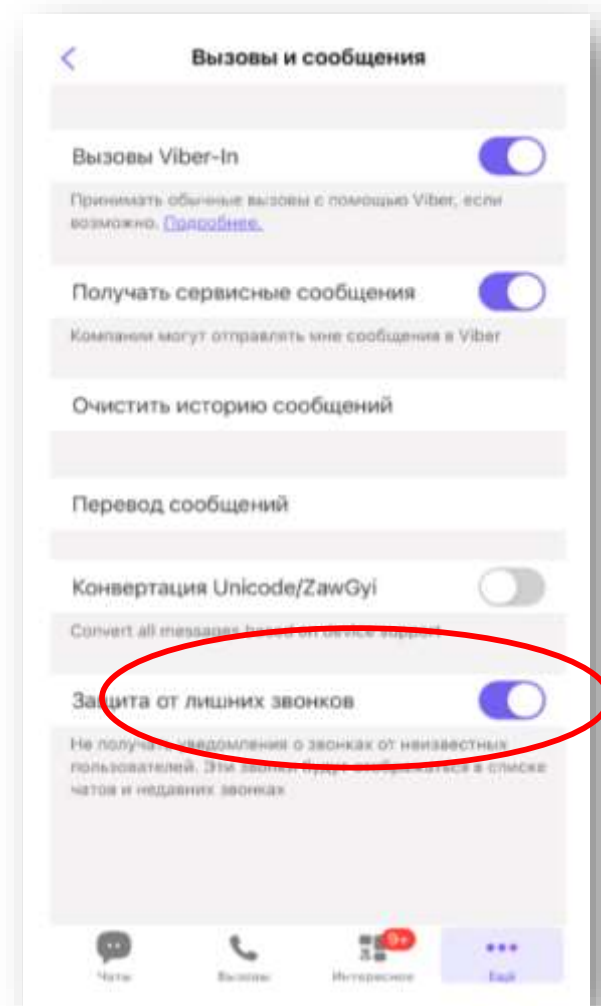 Вызовы и сообщения
Вызовы Viber-In
Принимать обычные вызовы с помощью Viber, если
возможно. Подробнее.
Получать сервисные сообщения
Компании могут отправлять мне сообщения в Viber
Очистить историю сообщений
Перевод сообщений
Конвертация Unicode/ZawGyi
Convert all messages based on device support
Защита от лишних звонков
Не получать уведомления о звонках от неизвестных
пользователей. Эти звонки будут отображаться в списке
чатов и недавних звонках
9+
Чаты
Вызовы
Интересное
Ещё